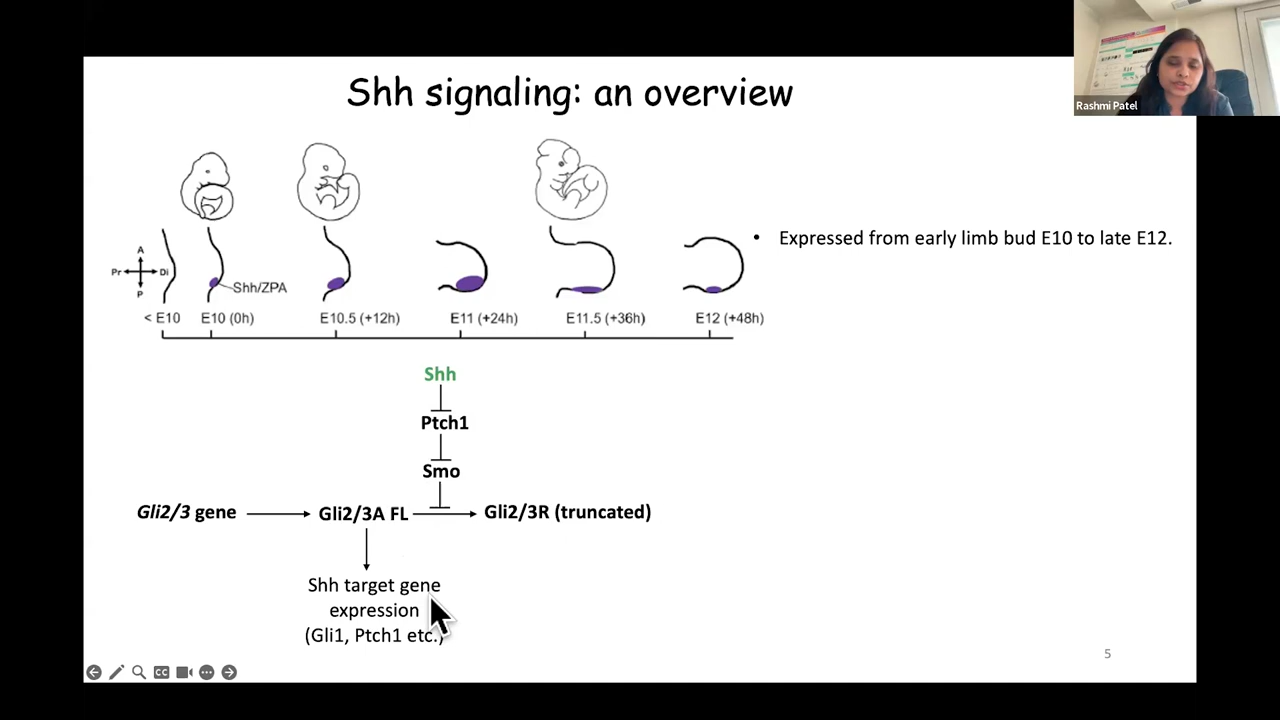 Shh signaling: an overview
Rashmi Patel
• Expressed from early limb bud E10 to late E12.
A
Pr Di
P
Shh/ZPA
< E10 E10 (0h) E10.5 (+12h) E11 (+24h) E11.5 (+36h) E12 (+48h)
Shh
Ptch1
Smo
Gli2/3 gene Gli2/3A FL Gli2/3R (truncated)
Shh target gene
expression
(Gli1, Ptch1 etc.)
5
CC